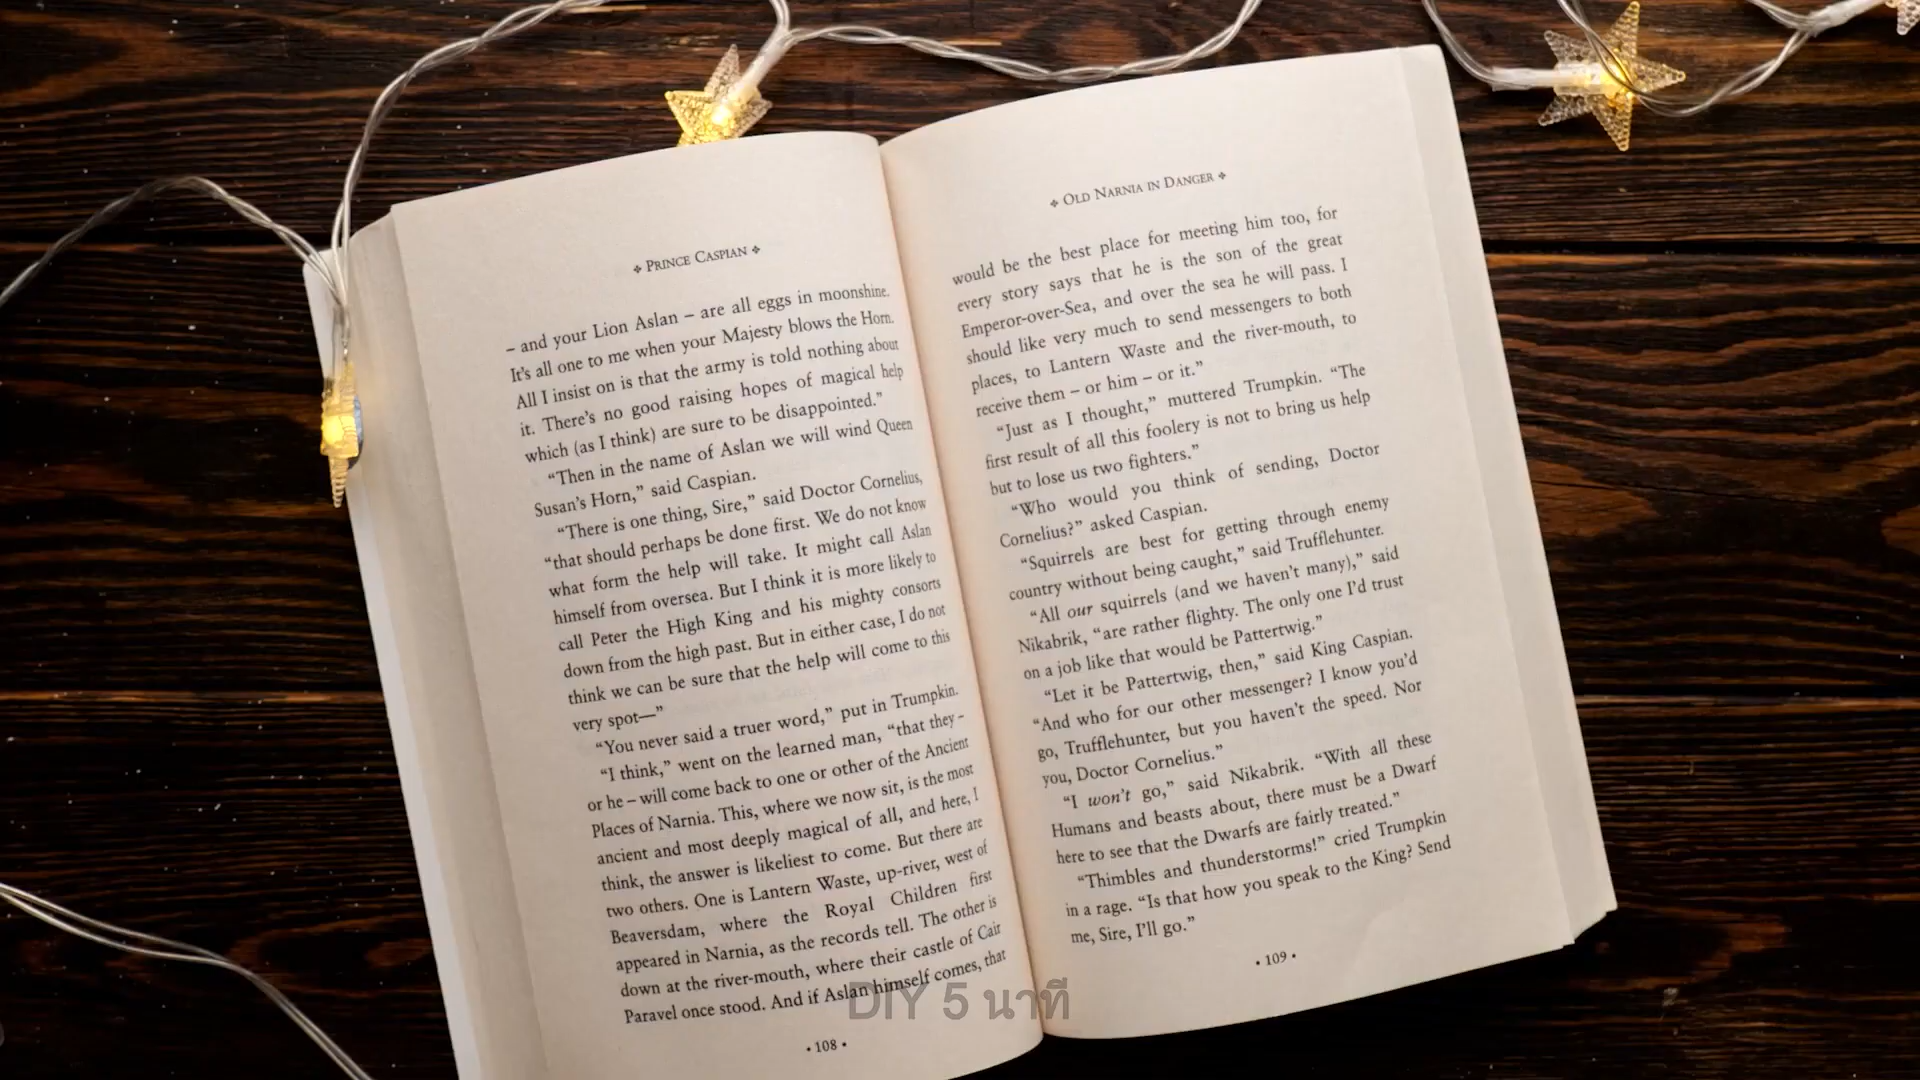 ❖ PRINCE CASPIAN ❖
– and your Lion Aslan – are all eggs in moonshine.
It's all one to me when your Majesty blows the Horn.
All I insist on is that the army is told nothing about
it. There's no good raising hopes of magical help
which (as I think) are sure to be disappointed.”
“Then in the name of Aslan we will wind Queen
Susan's Horn,” said Caspian.
“There is one thing, Sire,” said Doctor Cornelius,
“that should perhaps be done first. We do not know
what form the help will take. It might call Aslan
himself from oversea. But I think it is more likely to
call Peter the High King and his mighty consorts
down from the high past. But in either case, I do not
think we can be sure that the help will come to this
very spot—”
“You never said a truer word,” put in Trumpkin.
“I think,” went on the learned man, “that they –
or he – will come back to one or other of the Ancient
Places of Narnia. This, where we now sit, is the most
ancient and most deeply magical of all, and here, I
think, the answer is likeliest to come. But there are
two others. One is Lantern Waste, up-river, west of
Beaversdam, where the Royal Children first
appeared in Narnia, as the records tell. The other is
down at the river-mouth, where their castle of Cair
Paravel once stood. And if Aslan himself comes, that
• 108 •
❖ OLD NARNIA IN DANGER ❖
would be the best place for meeting him too, for
every story says that he is the son of the great
Emperor-over-Sea, and over the sea he will pass. I
should like very much to send messengers to both
places, to Lantern Waste and the river-mouth, to
receive them – or him – or it.”
“Just as I thought,” muttered Trumpkin. “The
first result of all this foolery is not to bring us help
but to lose us two fighters.”
“Who would you think of sending, Doctor
Cornelius?” asked Caspian.
“Squirrels are best for getting through enemy
country without being caught,” said Trufflehunter.
“All our squirrels (and we haven't many),” said
Nikabrik, “are rather flighty. The only one I'd trust
on a job like that would be Pattertwig.”
“Let it be Pattertwig, then,” said King Caspian.
“And who for our other messenger? I know you'd
go, Trufflehunter, but you haven't the speed. Nor
you, Doctor Cornelius.”
“I won't go,” said Nikabrik. “With all these
Humans and beasts about, there must be a Dwarf
here to see that the Dwarfs are fairly treated.”
“Thimbles and thunderstorms!” cried Trumpkin
in a rage. “Is that how you speak to the King? Send
me, Sire, I'll go.”
• 109 •
DIY 5 นาที